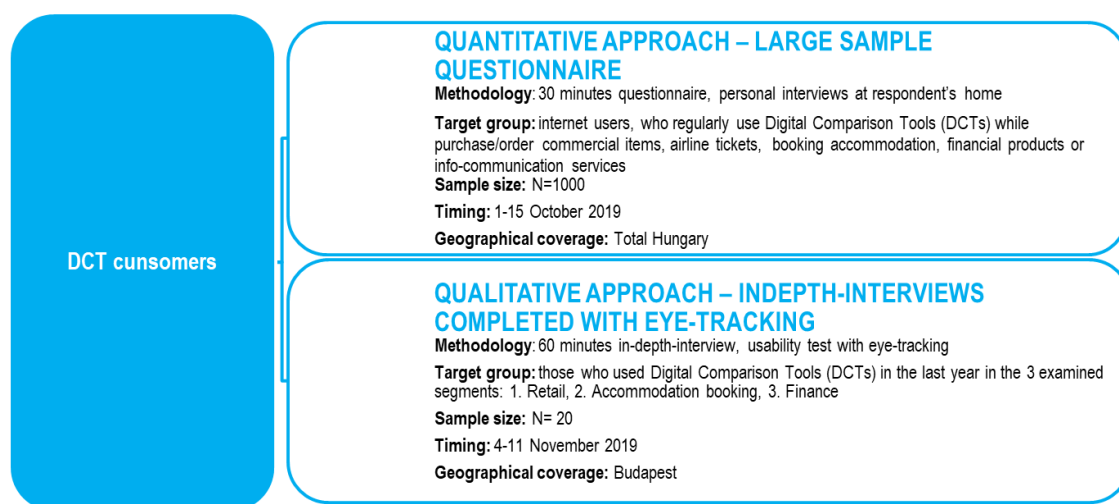 DCT cunsomers
QUANTITATIVE APPROACH – LARGE SAMPLE
QUESTIONNAIRE
Methodology: 30 minutes questionnaire, personal interviews at respondent's home
Target group: internet users, who regularly use Digital Comparison Tools (DCTs) while
purchase/order commercial items, airline tickets, booking accommodation, financial products or
info-communication services
Sample size: N=1000
Timing: 1-15 October 2019
Geographical coverage: Total Hungary
QUALITATIVE APPROACH – INDEPTH-INTERVIEWS
COMPLETED WITH EYE-TRACKING
Methodology: 60 minutes in-depth-interview, usability test with eye-tracking
Target group: those who used Digital Comparison Tools (DCTs) in the last year in the 3 examined
segments: 1. Retail, 2. Accommodation booking, 3. Finance
Sample size: N= 20
Timing: 4-11 November 2019
Geographical coverage: Budapest